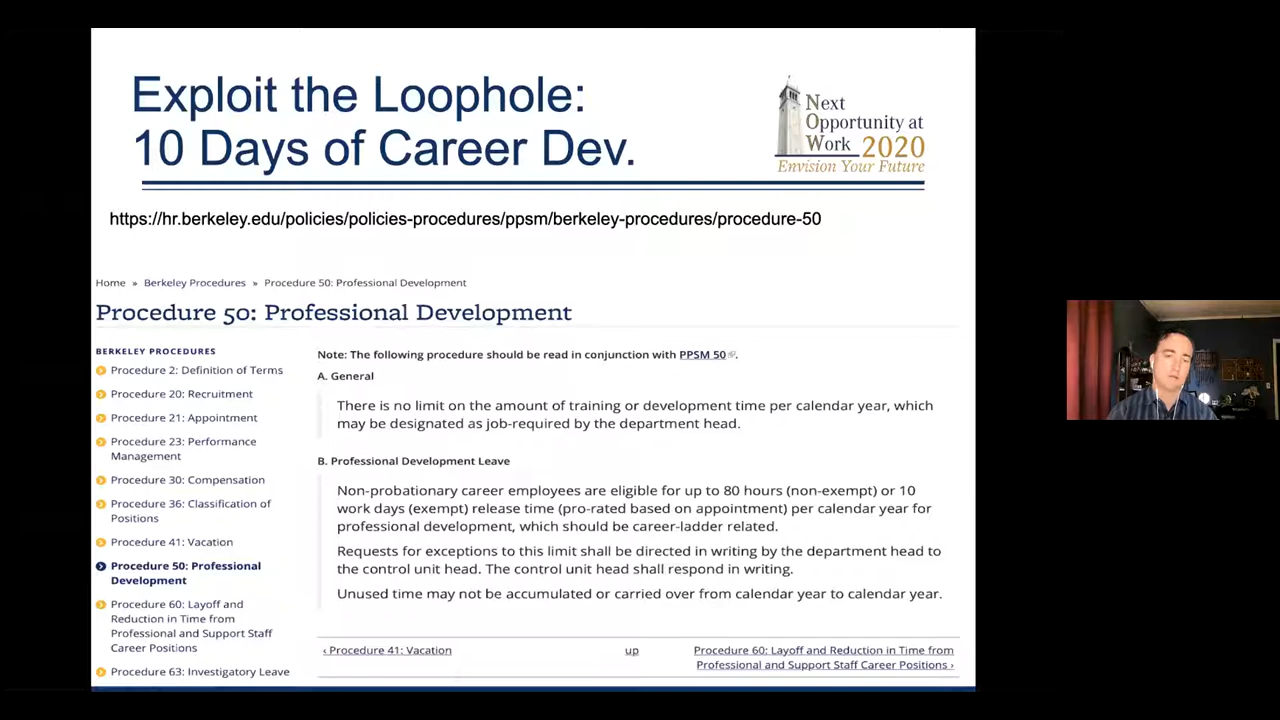 Exploit the Loophole:
10 Days of Career Dev.
Next
Opportunity at
Work 2020
Envision Your Future
https://hr.berkeley.edu/policies/policies-procedures/ppsm/berkeley-procedures/procedure-50
Home » Berkeley Procedures » Procedure 50: Professional Development
Procedure 50: Professional Development
BERKELEY PROCEDURES
Procedure 2: Definition of Terms
Procedure 20: Recruitment
Procedure 21: Appointment
Procedure 23: Performance
Management
Procedure 30: Compensation
Procedure 36: Classification of
Positions
Procedure 41: Vacation
Procedure 50: Professional
Development
Procedure 60: Layoff and
Reduction in Time from
Professional and Support Staff
Career Positions
Procedure 63: Investigatory Leave
Note: The following procedure should be read in conjunction with PPSM 50.
A. General
There is no limit on the amount of training or development time per calendar year, which
may be designated as job-required by the department head.
B. Professional Development Leave
Non-probationary career employees are eligible for up to 80 hours (non-exempt) or 10
work days (exempt) release time (pro-rated based on appointment) per calendar year for
professional development, which should be career-ladder related.
Requests for exceptions to this limit shall be directed in writing by the department head to
the control unit head. The control unit head shall respond in writing.
Unused time may not be accumulated or carried over from calendar year to calendar year.
‹ Procedure 41: Vacation
up
Procedure 60: Layoff and Reduction in Time from
Professional and Support Staff Career Positions ›